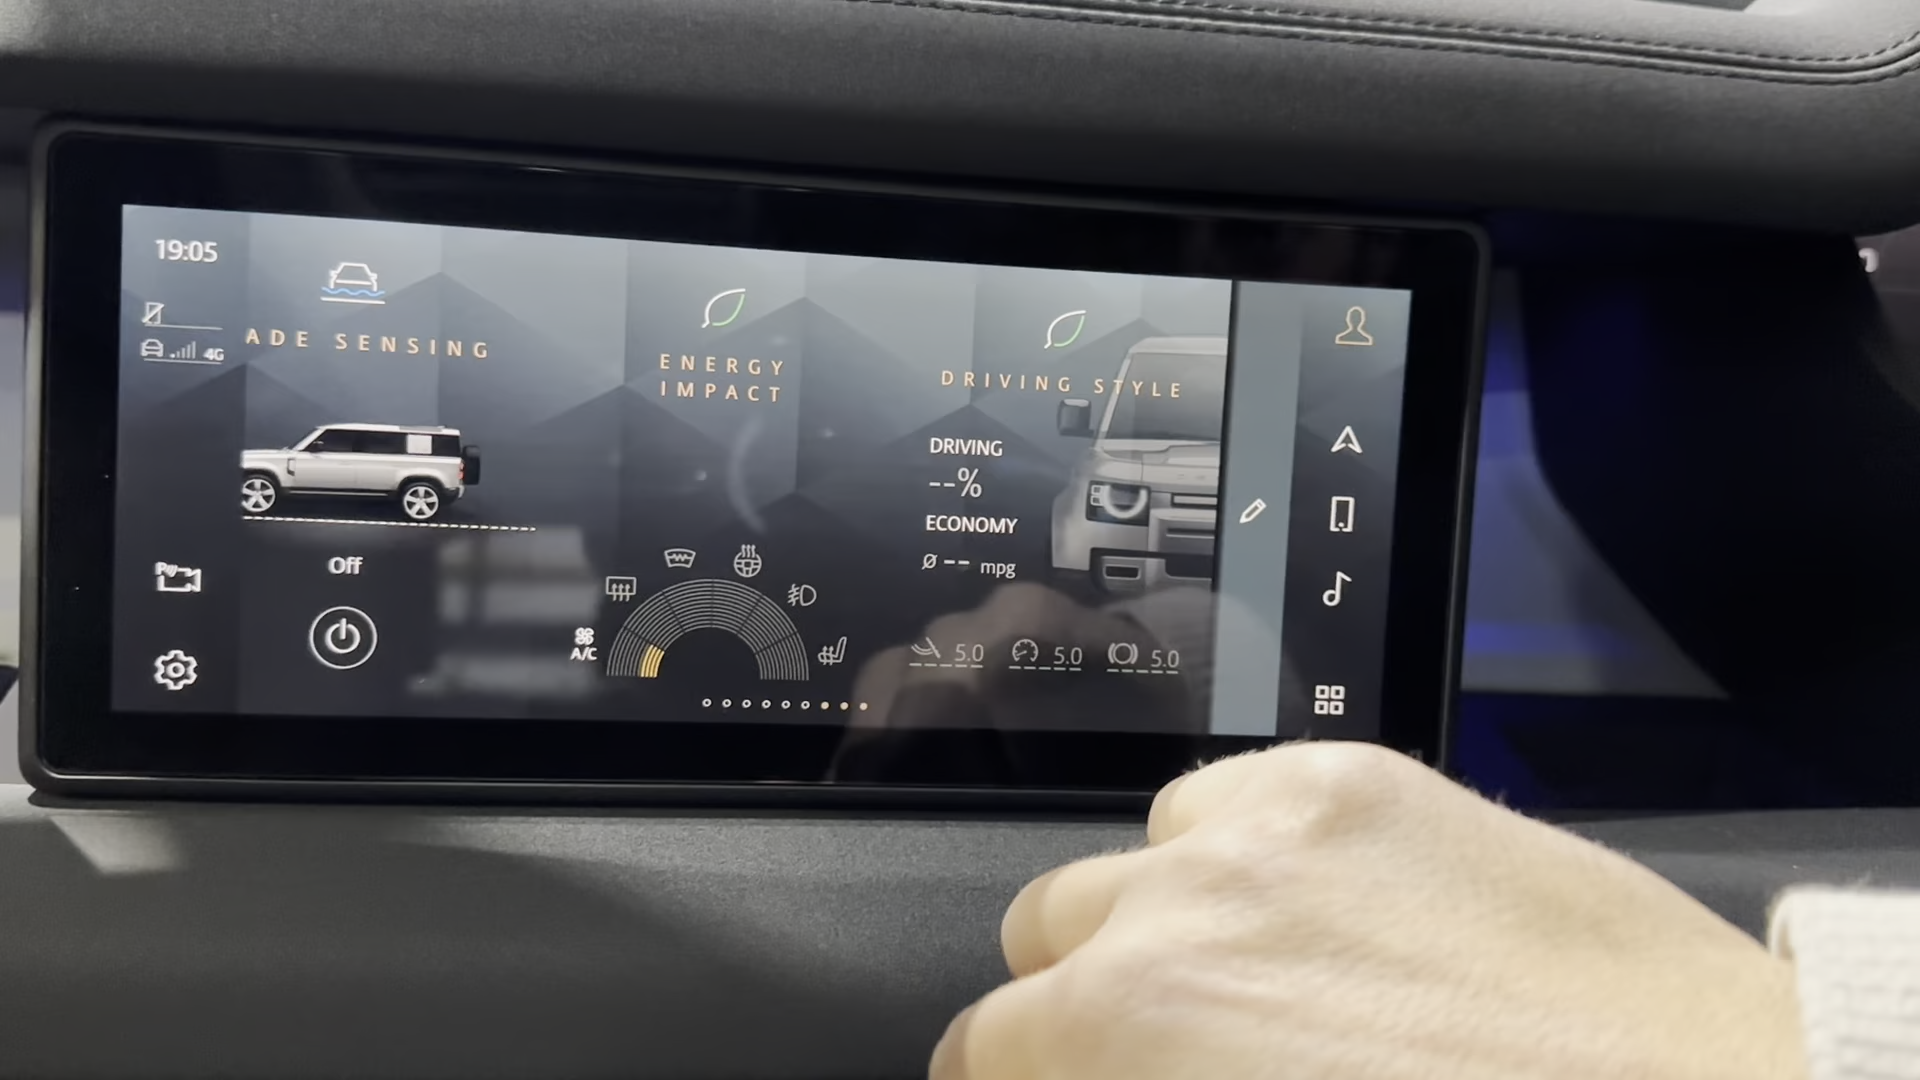 19:05
4G
ADE SENSING
Off
ENERGY
IMPACT
A/C
DRIVING STYLE
DRIVING
--%
ECONOMY
Ø -- mpg
5.0
5.0
5.0